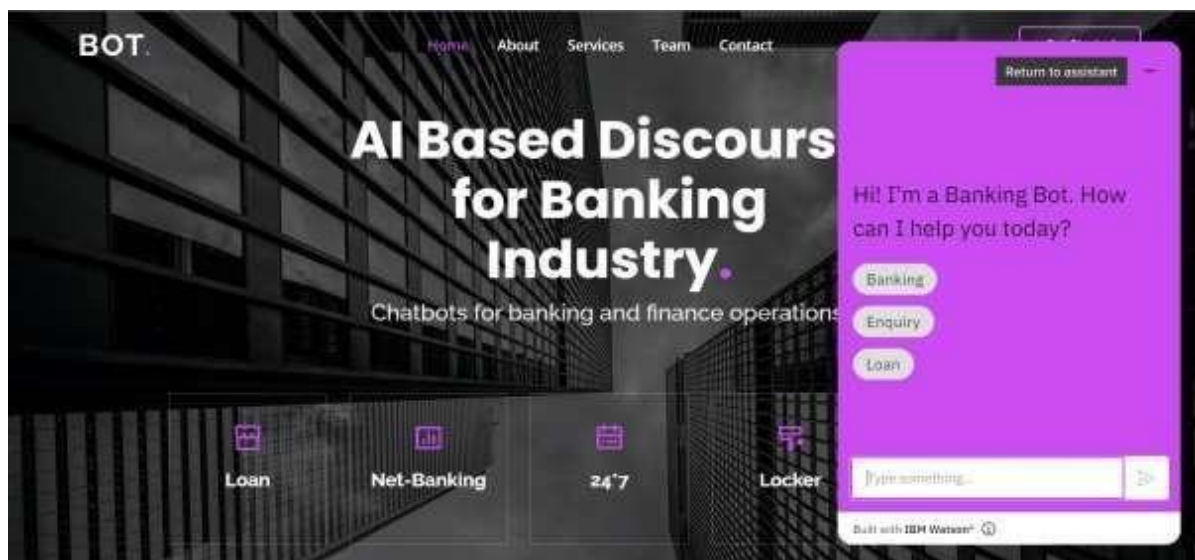 BOT.
Home About Services Team Contact
Return to assistant
AI Based Discours
for Banking
Industry.
Chatbots for banking and finance operations
Hi! I'm a Banking Bot. How
can I help you today?
Banking
Enquiry
Loan
Loan Net-Banking 24*7 Locker
Type something...
Built with IBM Watson®